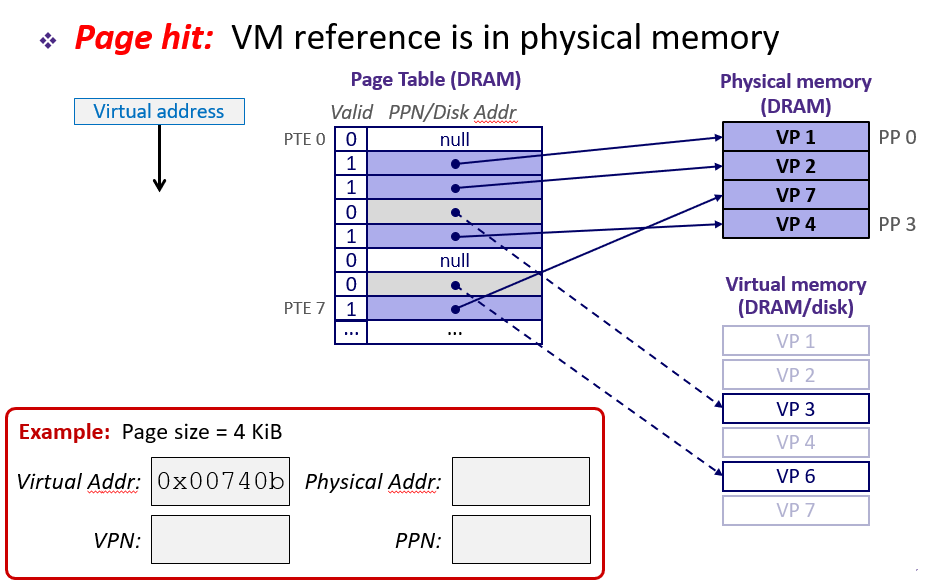 ❖ Page hit: VM reference is in physical memory
Virtual address
Page Table (DRAM)
Valid PPN/Disk Addr
PTE 0 0 null
1
1
0
1
0 null
0
PTE 7 1
... ...
Physical memory
(DRAM)
VP 1 PP 0
VP 2
VP 7
VP 4 PP 3
Virtual memory
(DRAM/disk)
VP 1
VP 2
VP 3
VP 4
VP 6
VP 7
Example: Page size = 4 KiB
Virtual Addr: 0x00740b Physical Addr:
VPN: PPN: